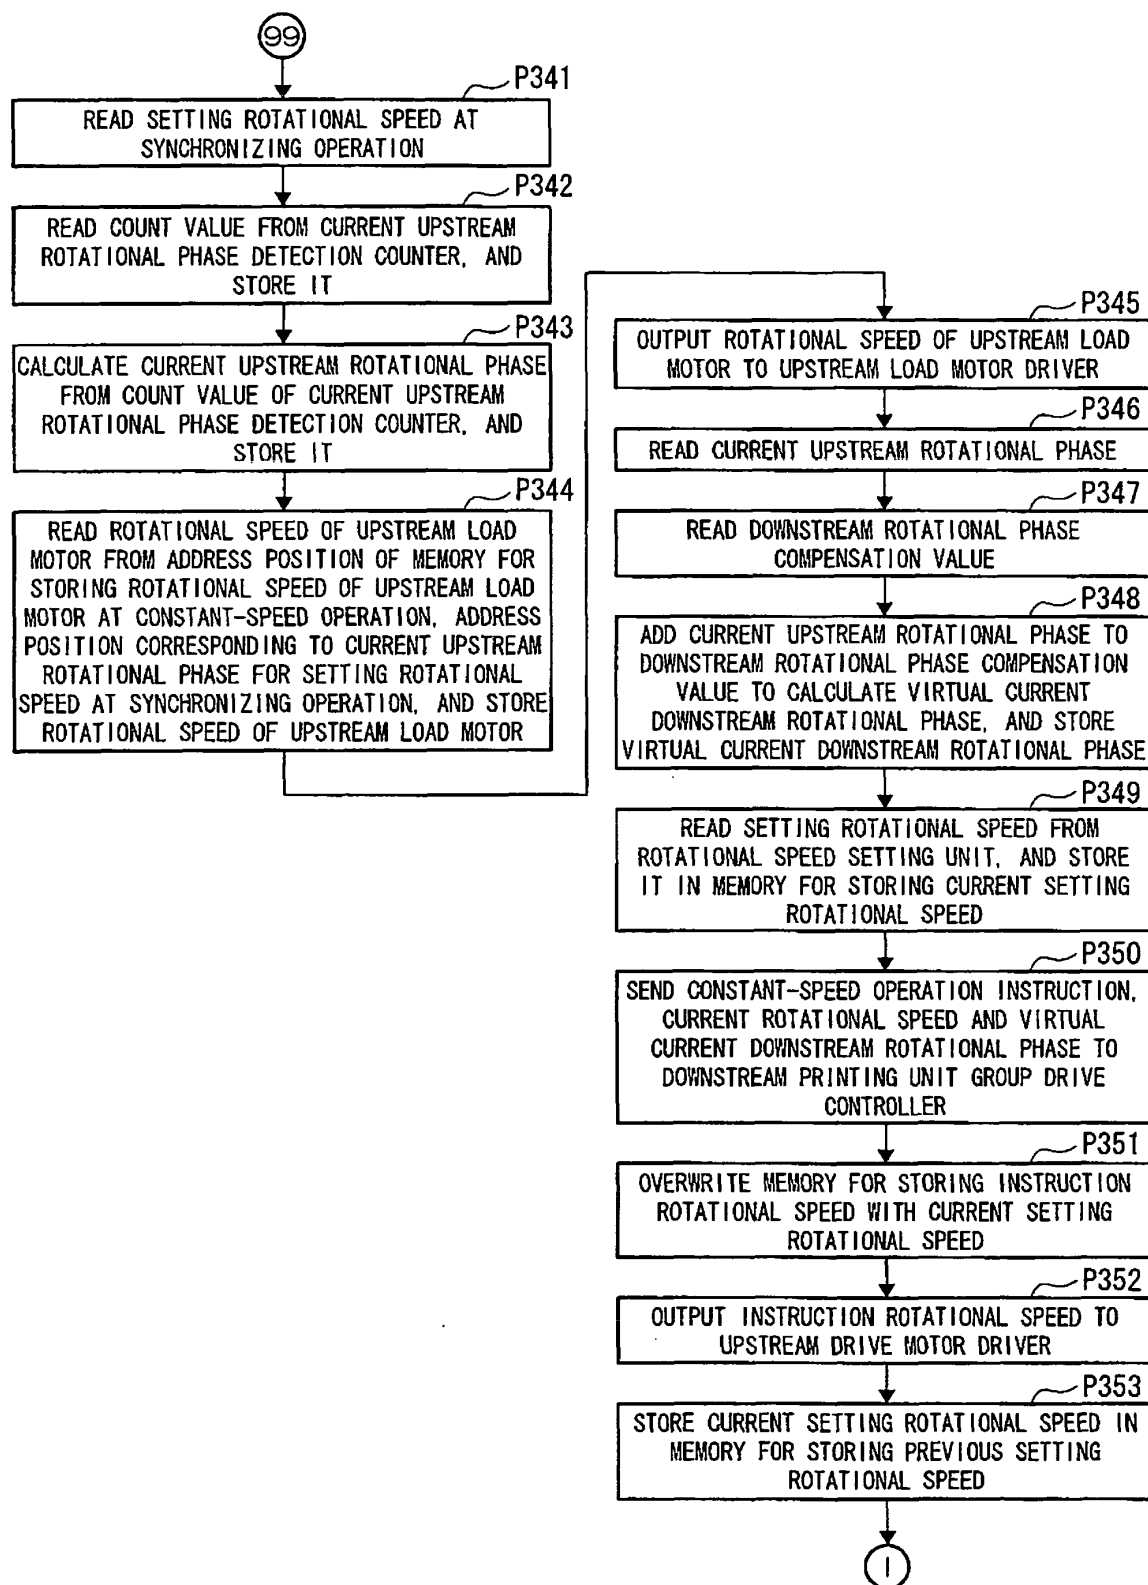 99
P341
READ SETTING ROTATIONAL SPEED AT
SYNCHRONIZING OPERATION
P342
READ COUNT VALUE FROM CURRENT UPSTREAM
ROTATIONAL PHASE DETECTION COUNTER, AND
STORE IT
P343
CALCULATE CURRENT UPSTREAM ROTATIONAL PHASE
FROM COUNT VALUE OF CURRENT UPSTREAM
ROTATIONAL PHASE DETECTION COUNTER, AND
STORE IT
P344
READ ROTATIONAL SPEED OF UPSTREAM LOAD
MOTOR FROM ADDRESS POSITION OF MEMORY FOR
STORING ROTATIONAL SPEED OF UPSTREAM LOAD
MOTOR AT CONSTANT-SPEED OPERATION, ADDRESS
POSITION CORRESPONDING TO CURRENT UPSTREAM
ROTATIONAL PHASE FOR SETTING ROTATIONAL
SPEED AT SYNCHRONIZING OPERATION, AND STORE
ROTATIONAL SPEED OF UPSTREAM LOAD MOTOR
P345
OUTPUT ROTATIONAL SPEED OF UPSTREAM LOAD
MOTOR TO UPSTREAM LOAD MOTOR DRIVER
P346
READ CURRENT UPSTREAM ROTATIONAL PHASE
P347
READ DOWNSTREAM ROTATIONAL PHASE
COMPENSATION VALUE
P348
ADD CURRENT UPSTREAM ROTATIONAL PHASE TO
DOWNSTREAM ROTATIONAL PHASE COMPENSATION
VALUE TO CALCULATE VIRTUAL CURRENT
DOWNSTREAM ROTATIONAL PHASE, AND STORE
VIRTUAL CURRENT DOWNSTREAM ROTATIONAL PHASE
P349
READ SETTING ROTATIONAL SPEED FROM
ROTATIONAL SPEED SETTING UNIT, AND STORE
IT IN MEMORY FOR STORING CURRENT SETTING
ROTATIONAL SPEED
P350
SEND CONSTANT-SPEED OPERATION INSTRUCTION,
CURRENT ROTATIONAL SPEED AND VIRTUAL
CURRENT DOWNSTREAM ROTATIONAL PHASE TO
DOWNSTREAM PRINTING UNIT GROUP DRIVE
CONTROLLER
P351
OVERWRITE MEMORY FOR STORING INSTRUCTION
ROTATIONAL SPEED WITH CURRENT SETTING
ROTATIONAL SPEED
P352
OUTPUT INSTRUCTION ROTATIONAL SPEED TO
UPSTREAM DRIVE MOTOR DRIVER
P353
STORE CURRENT SETTING ROTATIONAL SPEED IN
MEMORY FOR STORING PREVIOUS SETTING
ROTATIONAL SPEED
1